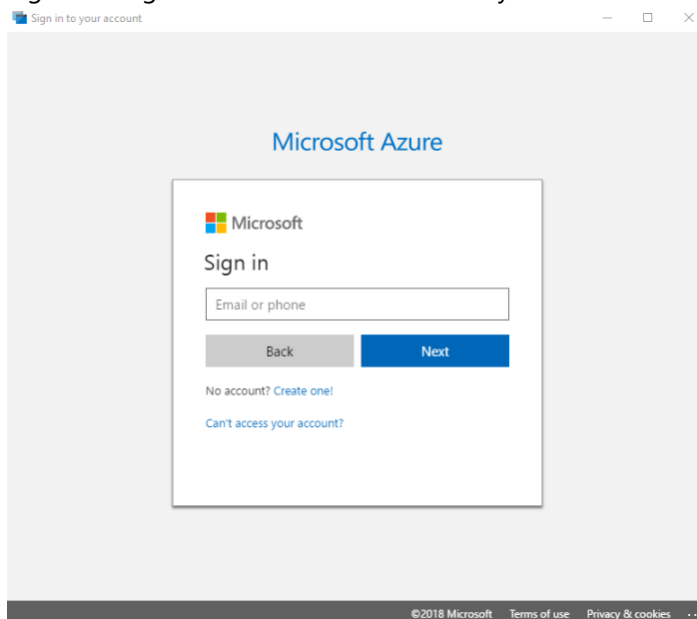 Sign in to your account
Microsoft Azure
Microsoft
Sign in
Email or phone
Back Next
No account? Create one!
Can't access your account?
©2018 Microsoft Terms of use Privacy & cookies ...